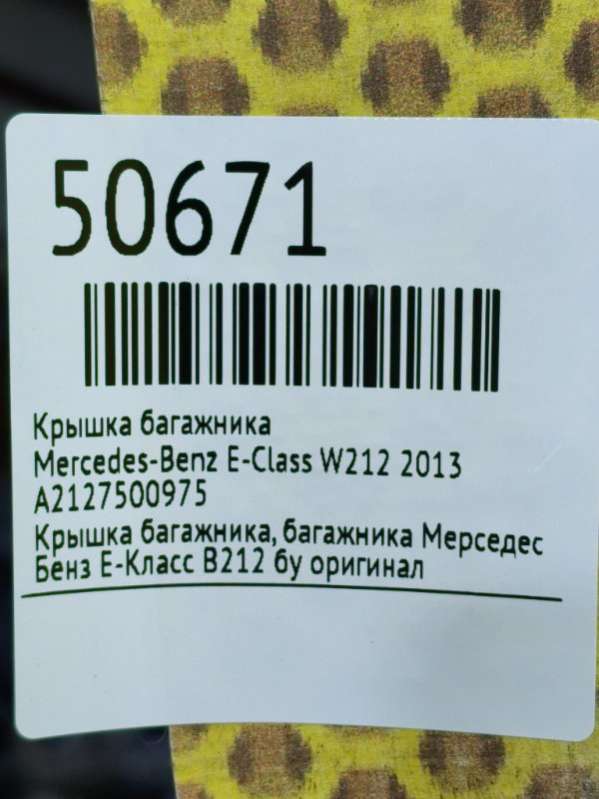 50671
Крышка багажника
Mercedes-Benz E-Class W212 2013
A2127500975
Крышка багажника, багажника Мерседес
Бенз Е-Класс В212 бу оригинал